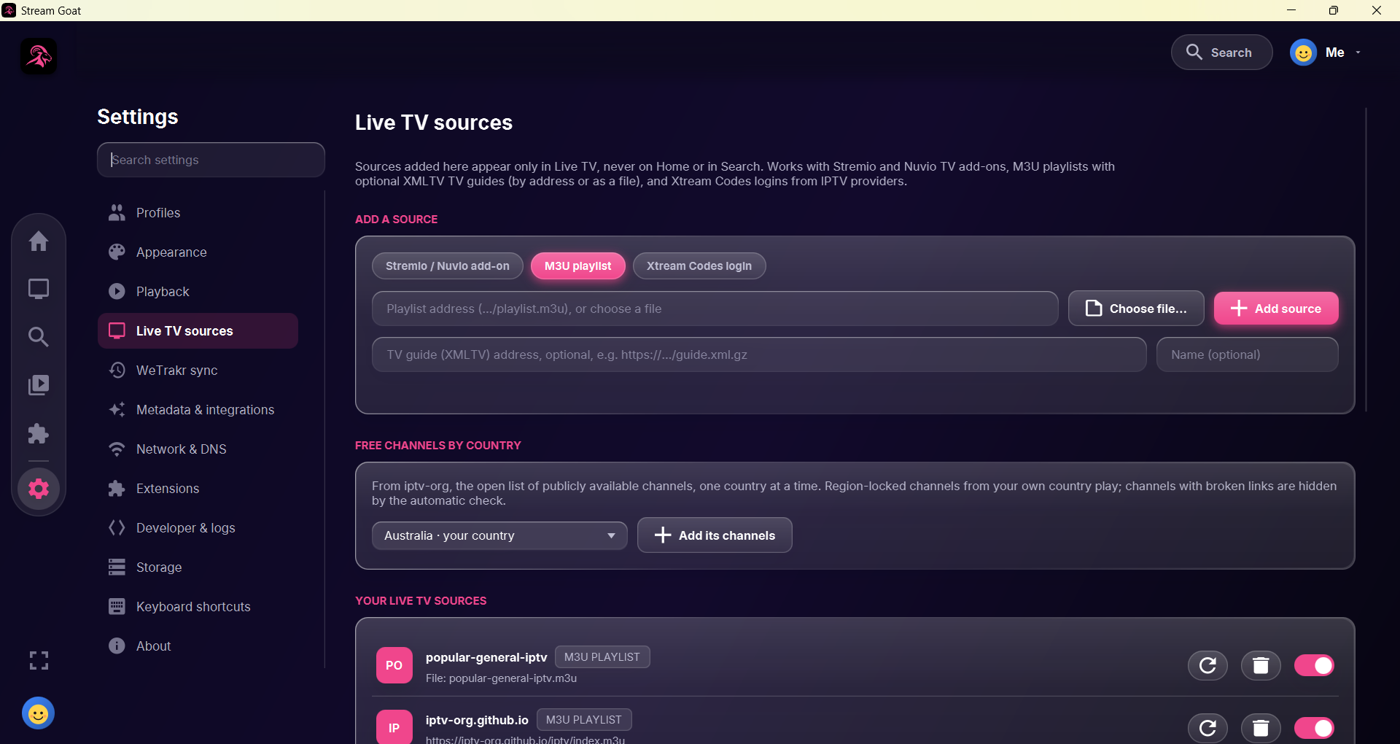 Stream Goat
Search
Me
Settings
Search settings
Profiles
Appearance
Playback
Live TV sources
WeTrakr sync
Metadata & integrations
Network & DNS
Extensions
Developer & logs
Storage
Keyboard shortcuts
About
Live TV sources
Sources added here appear only in Live TV, never on Home or in Search. Works with Stremio and Nuvio TV add-ons, M3U playlists with
optional XMLTV TV guides (by address or as a file), and Xtream Codes logins from IPTV providers.
ADD A SOURCE
Stremio / Nuvio add-on
M3U playlist
Xtream Codes login
Playlist address (.../playlist.m3u), or choose a file
Choose file...
Add source
TV guide (XMLTV) address, optional, e.g. https://.../guide.xml.gz
Name (optional)
FREE CHANNELS BY COUNTRY
From iptv-org, the open list of publicly available channels, one country at a time. Region-locked channels from your own country play; channels with broken links are hidden
by the automatic check.
Australia · your country
Add its channels
YOUR LIVE TV SOURCES
PO
popular-general-iptv
M3U PLAYLIST
File: popular-general-iptv.m3u
IP
iptv-org.github.io
M3U PLAYLIST
https://iptv-org.github.io/iptv/index.m3u